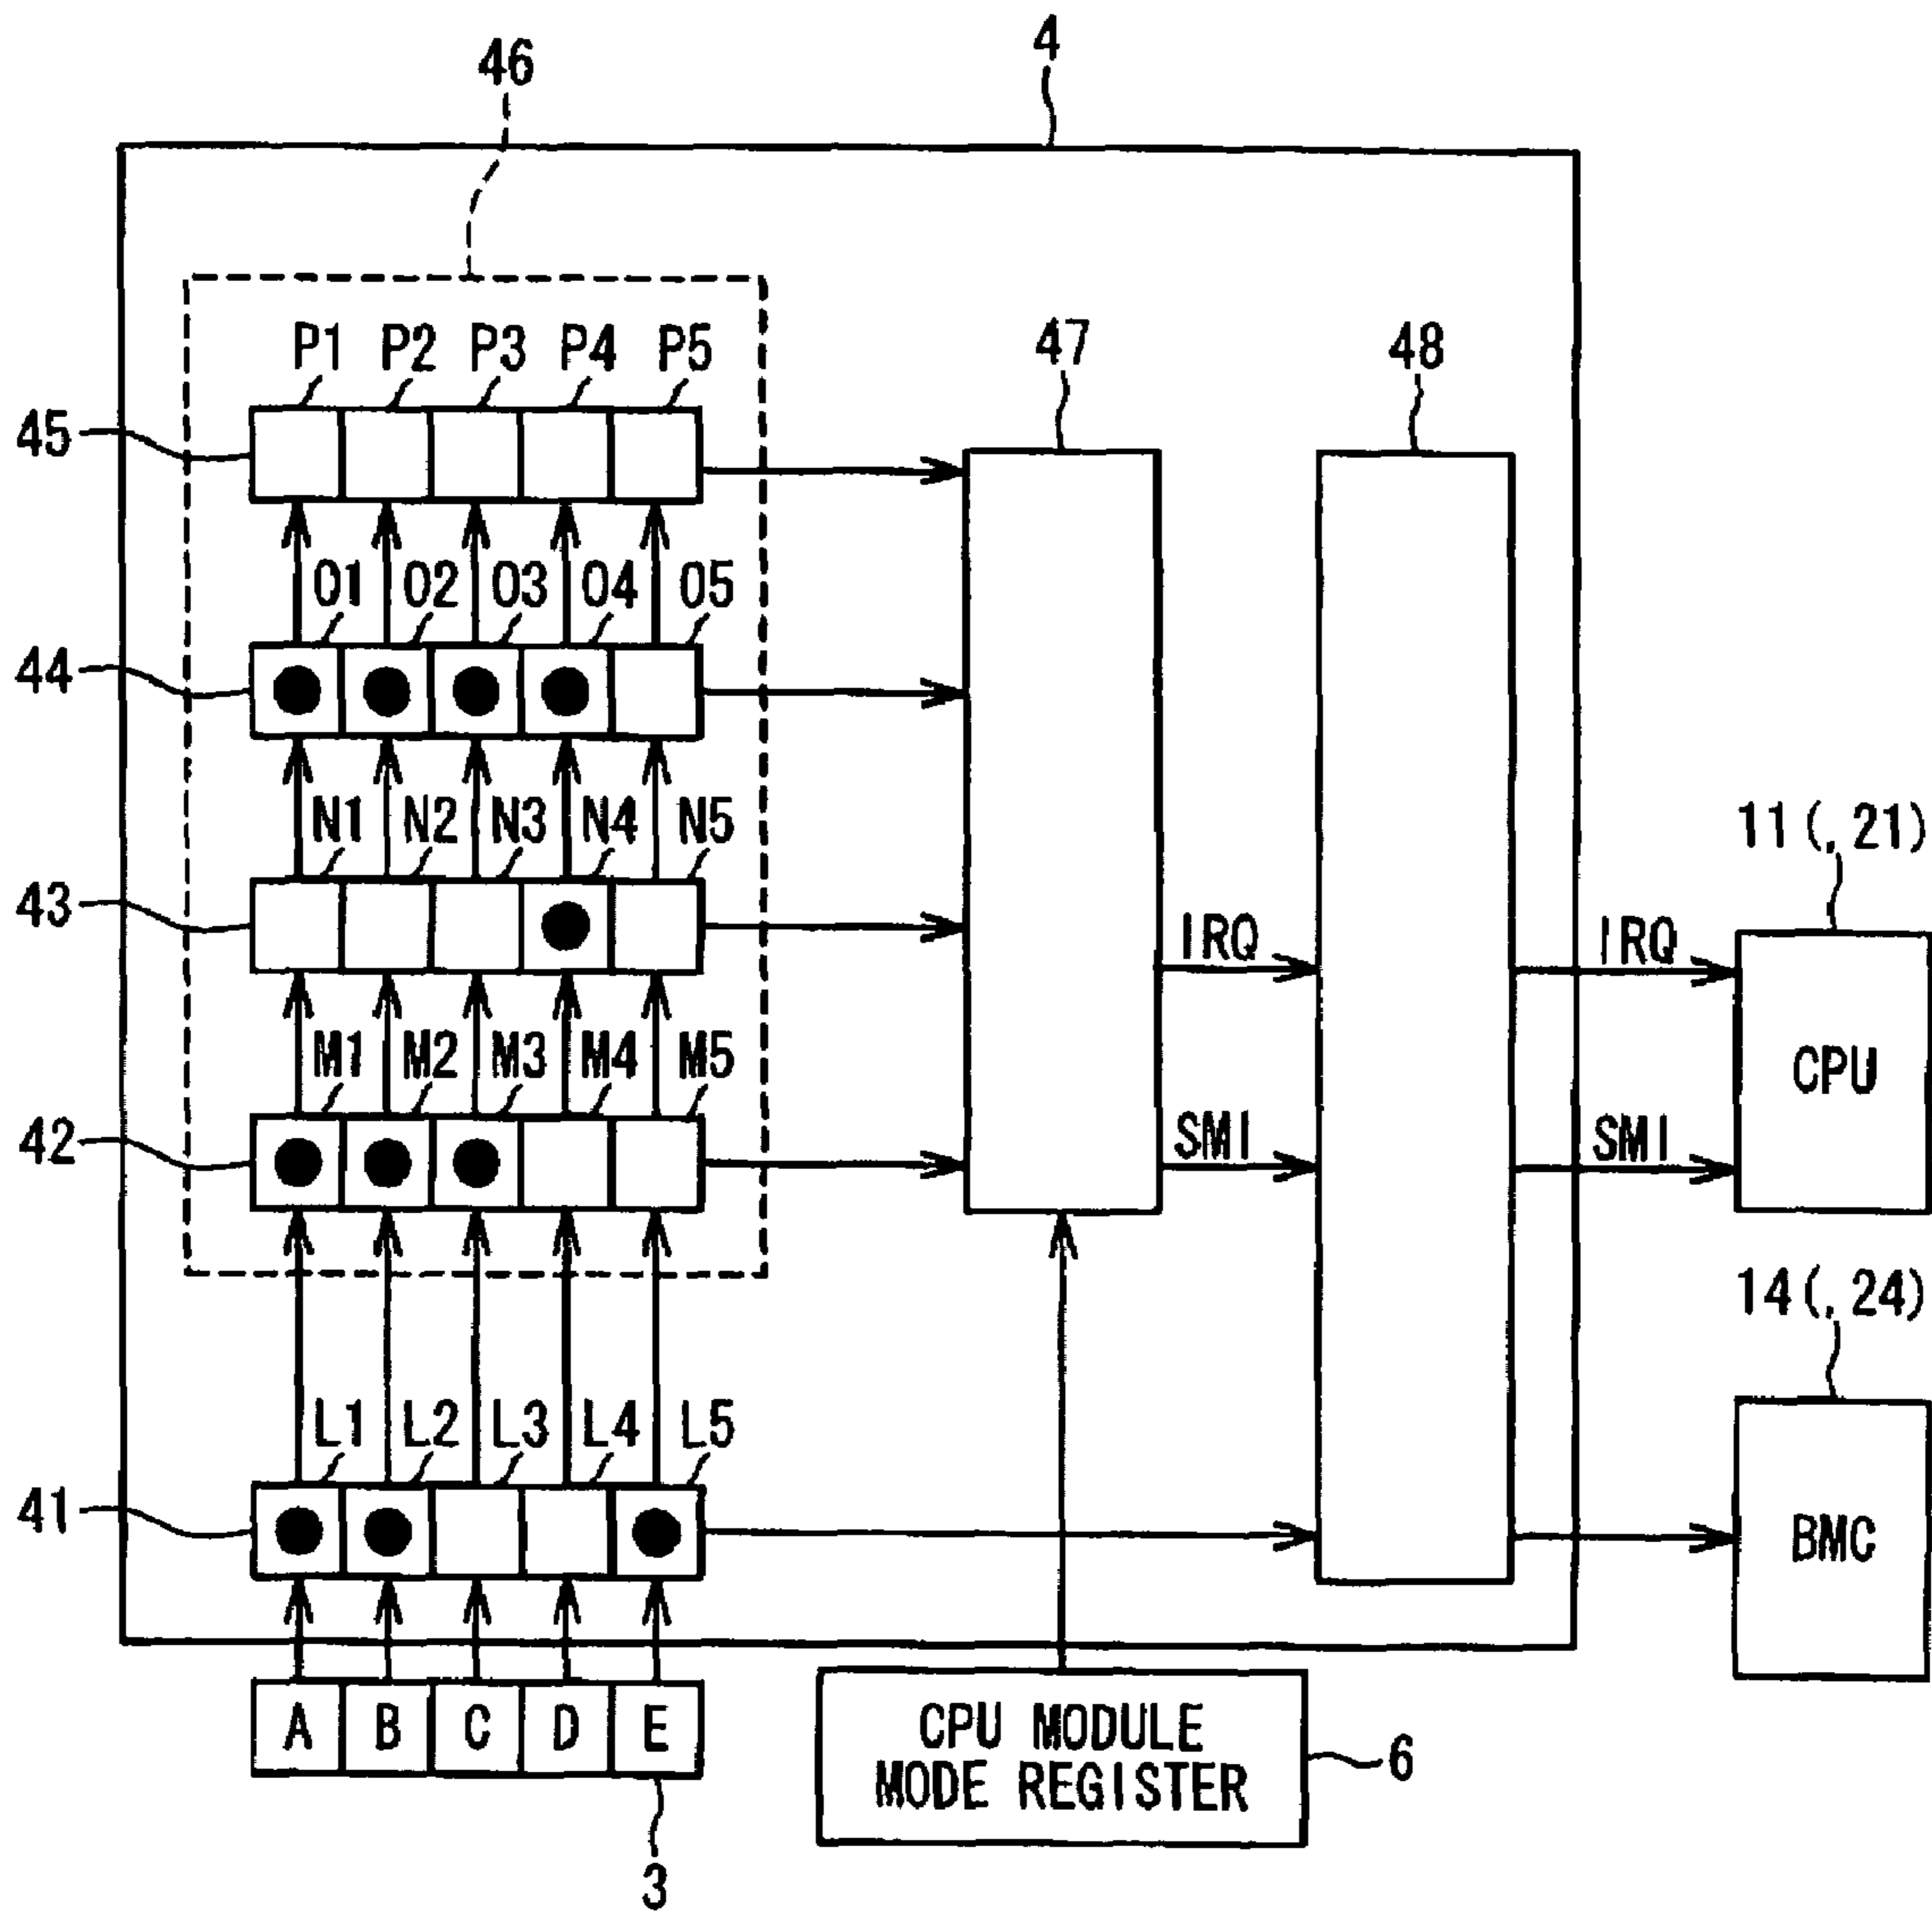 46
4
P1 P2 P3 P4 P5
47
48
45
O1 O2 O3 O4 O5
44
N1 N2 N3 N4 N5
11(, 21)
43
IRQ
IRQ
CPU
M1 M2 M3 M4 M5
42
SMI
SMI
14(, 24)
L1 L2 L3 L4 L5
41
BMC
A B C D E
CPU MODULE
MODE REGISTER
6
3